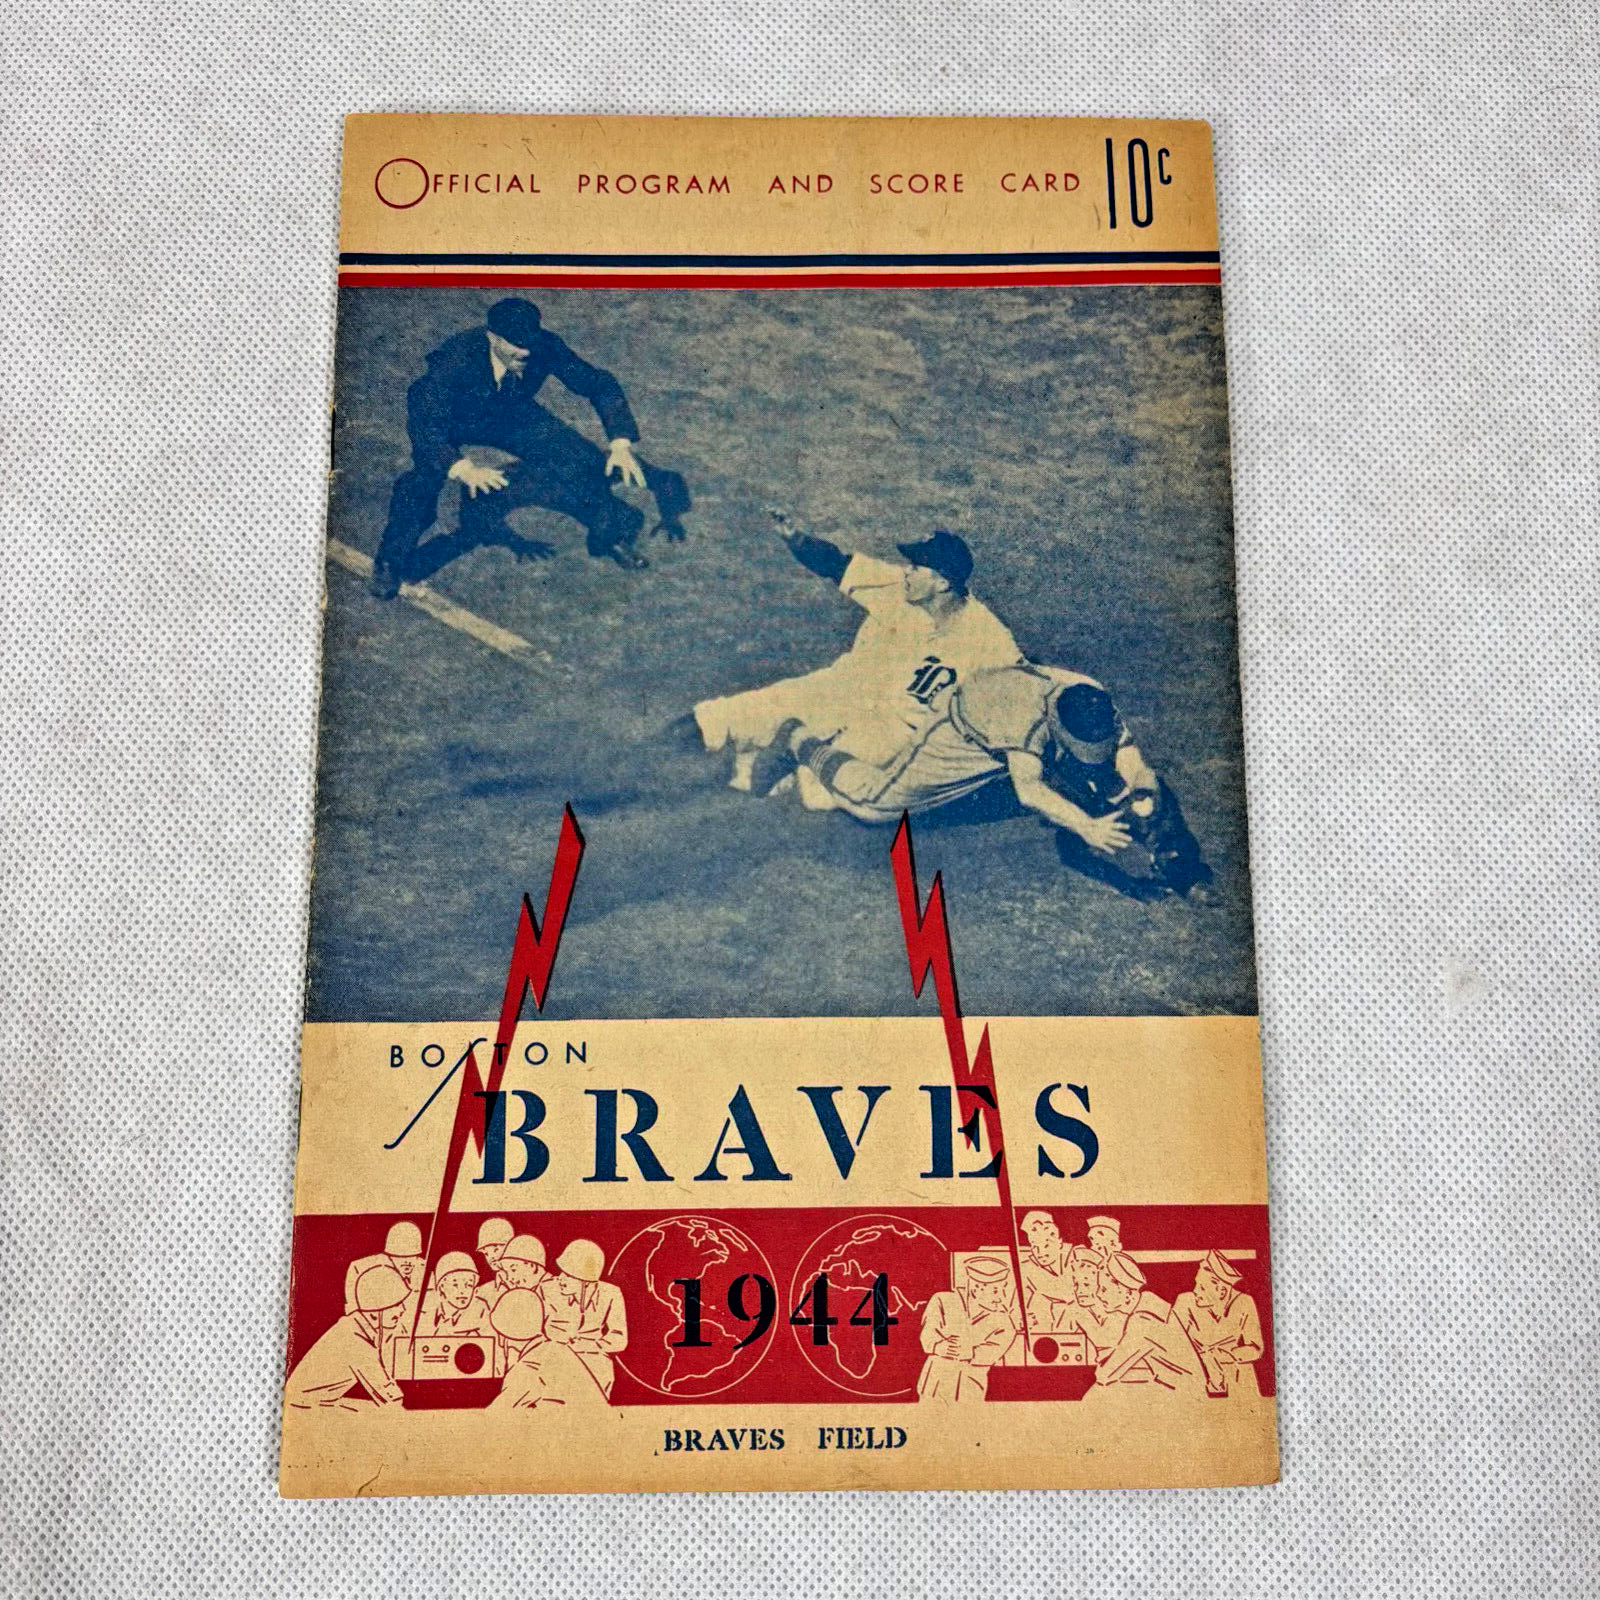 OFFICIAL PROGRAM AND SCORE CARD 10c
B
BOSTON
BRAVES
1944
BRAVES FIELD